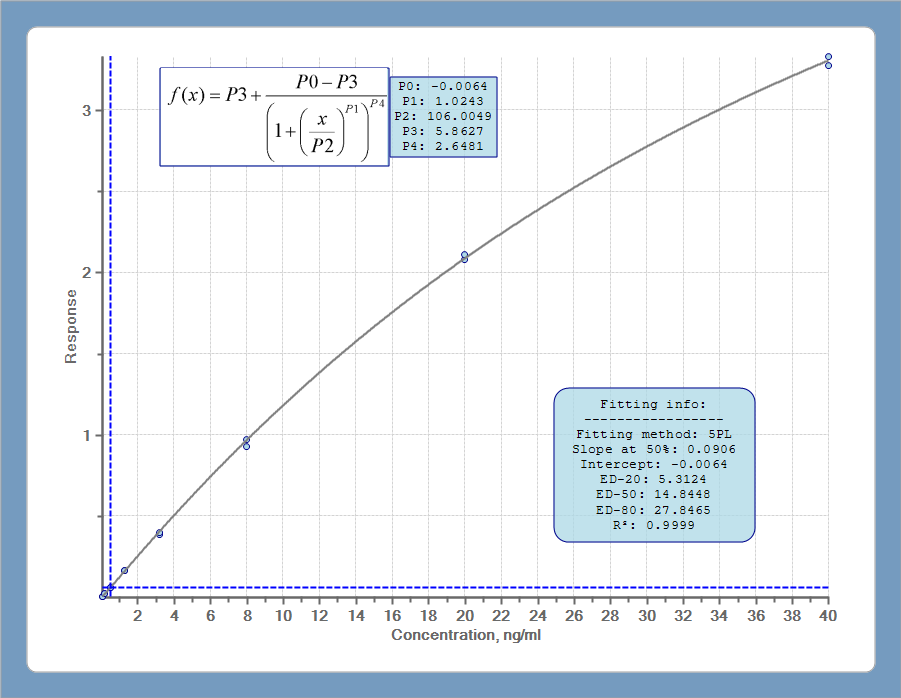 f(x) = P3 + P0 − P3 / (1 + (x / P2)^P1)^P4
P0: -0.0064
P1: 1.0243
P2: 106.0049
P3: 5.8627
P4: 2.6481
3
2
1
Response
Fitting info:
-----------------
Fitting method: 5PL
Slope at 50%: 0.0906
Intercept: -0.0064
ED-20: 5.3124
ED-50: 14.8448
ED-80: 27.8465
R²: 0.9999
2 4 6 8 10 12 14 16 18 20 22 24 26 28 30 32 34 36 38 40
Concentration, ng/ml